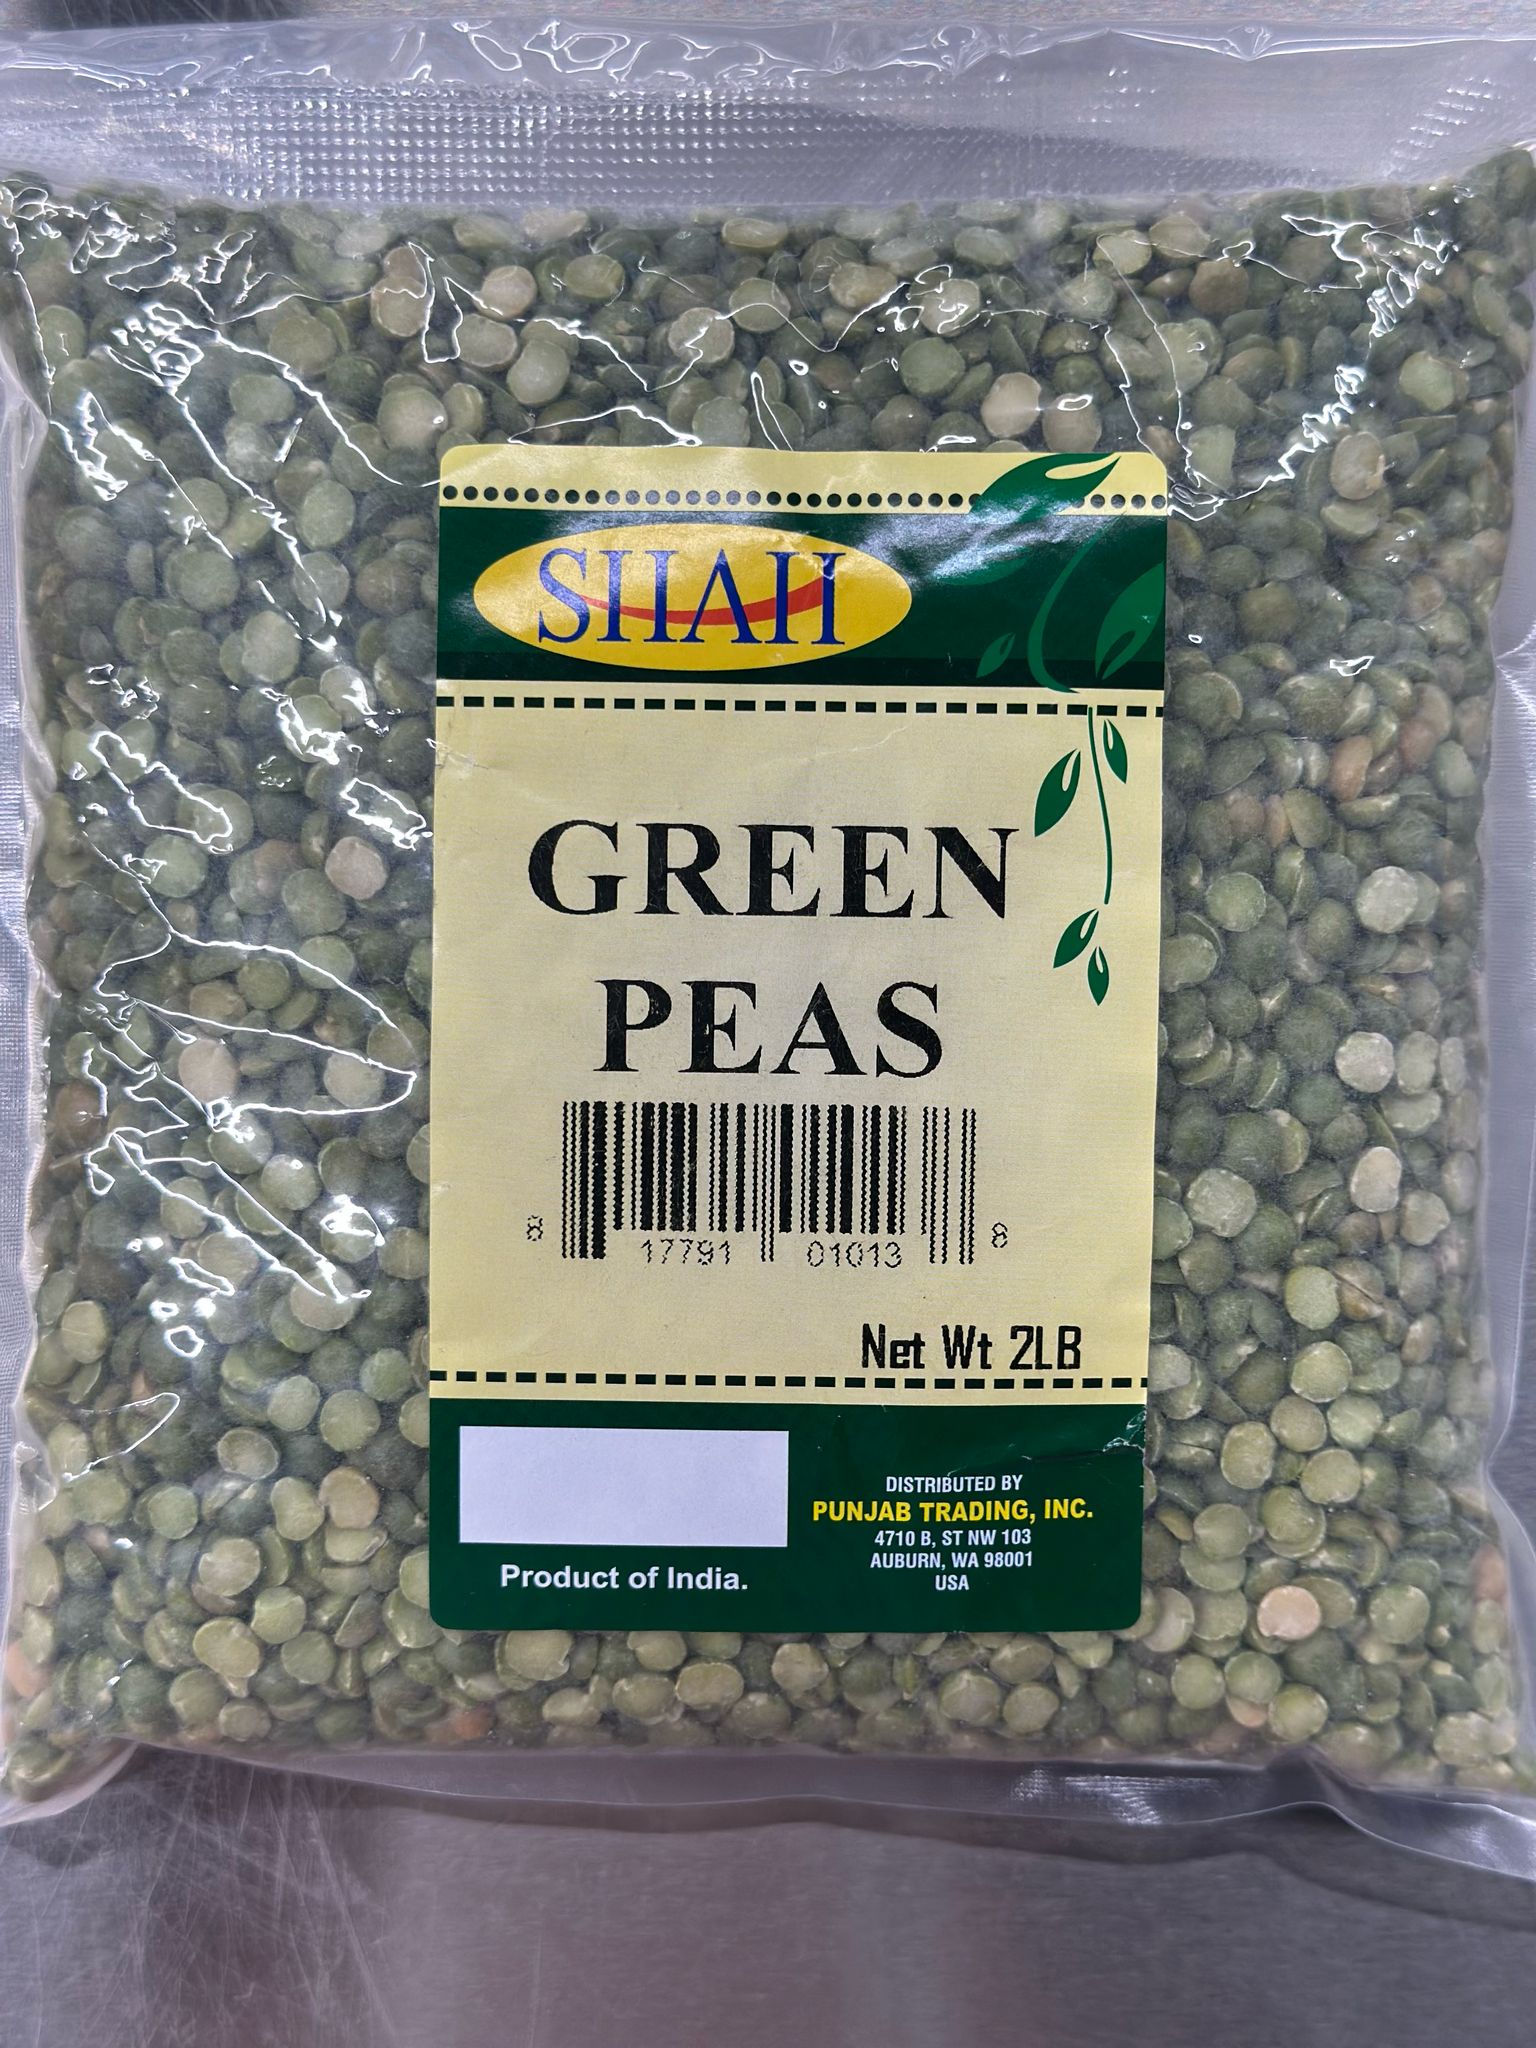 SHAH
GREEN
PEAS
8 17791 01013 8
Net Wt 2LB
Product of India.
DISTRIBUTED BY
PUNJAB TRADING, INC.
4710 B, ST NW 103
AUBURN, WA 98001
USA